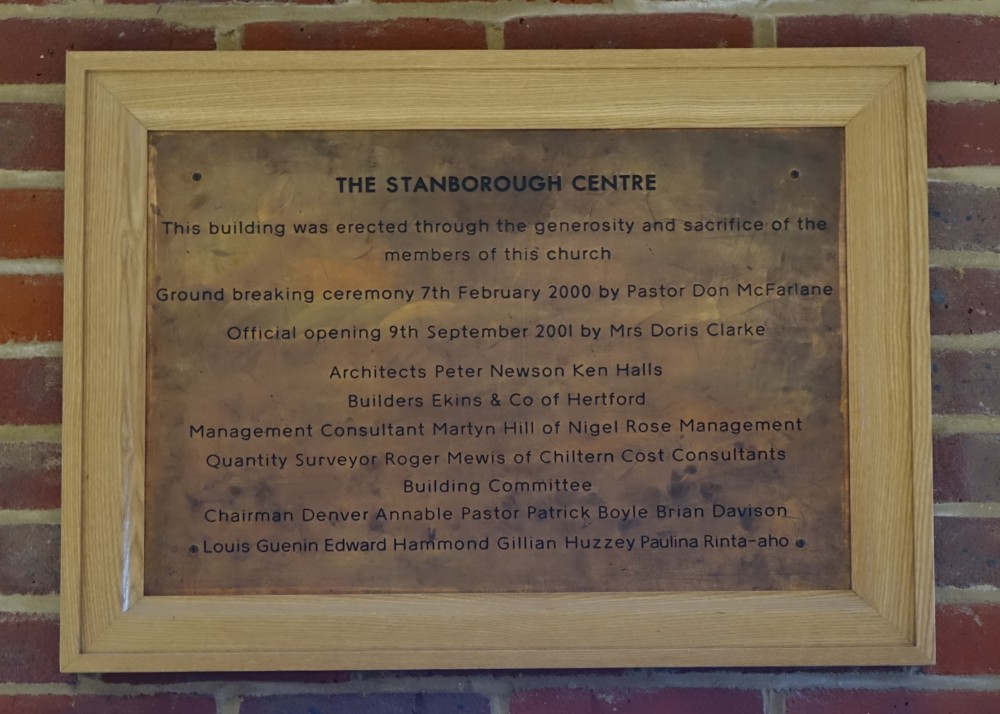 THE STANBOROUGH CENTRE
This building was erected through the generosity and sacrifice of the
members of this church
Ground breaking ceremony 7th February 2000 by Pastor Don McFarlane
Official opening 9th September 2001 by Mrs Doris Clarke
Architects Peter Newson Ken Halls
Builders Ekins & Co of Hertford
Management Consultant Martyn Hill of Nigel Rose Management
Quantity Surveyor Roger Mewis of Chiltern Cost Consultants
Building Committee
Chairman Denver Annable Pastor Patrick Boyle Brian Davison
Louis Guenin Edward Hammond Gillian Huzzey Paulina Rinta-aho